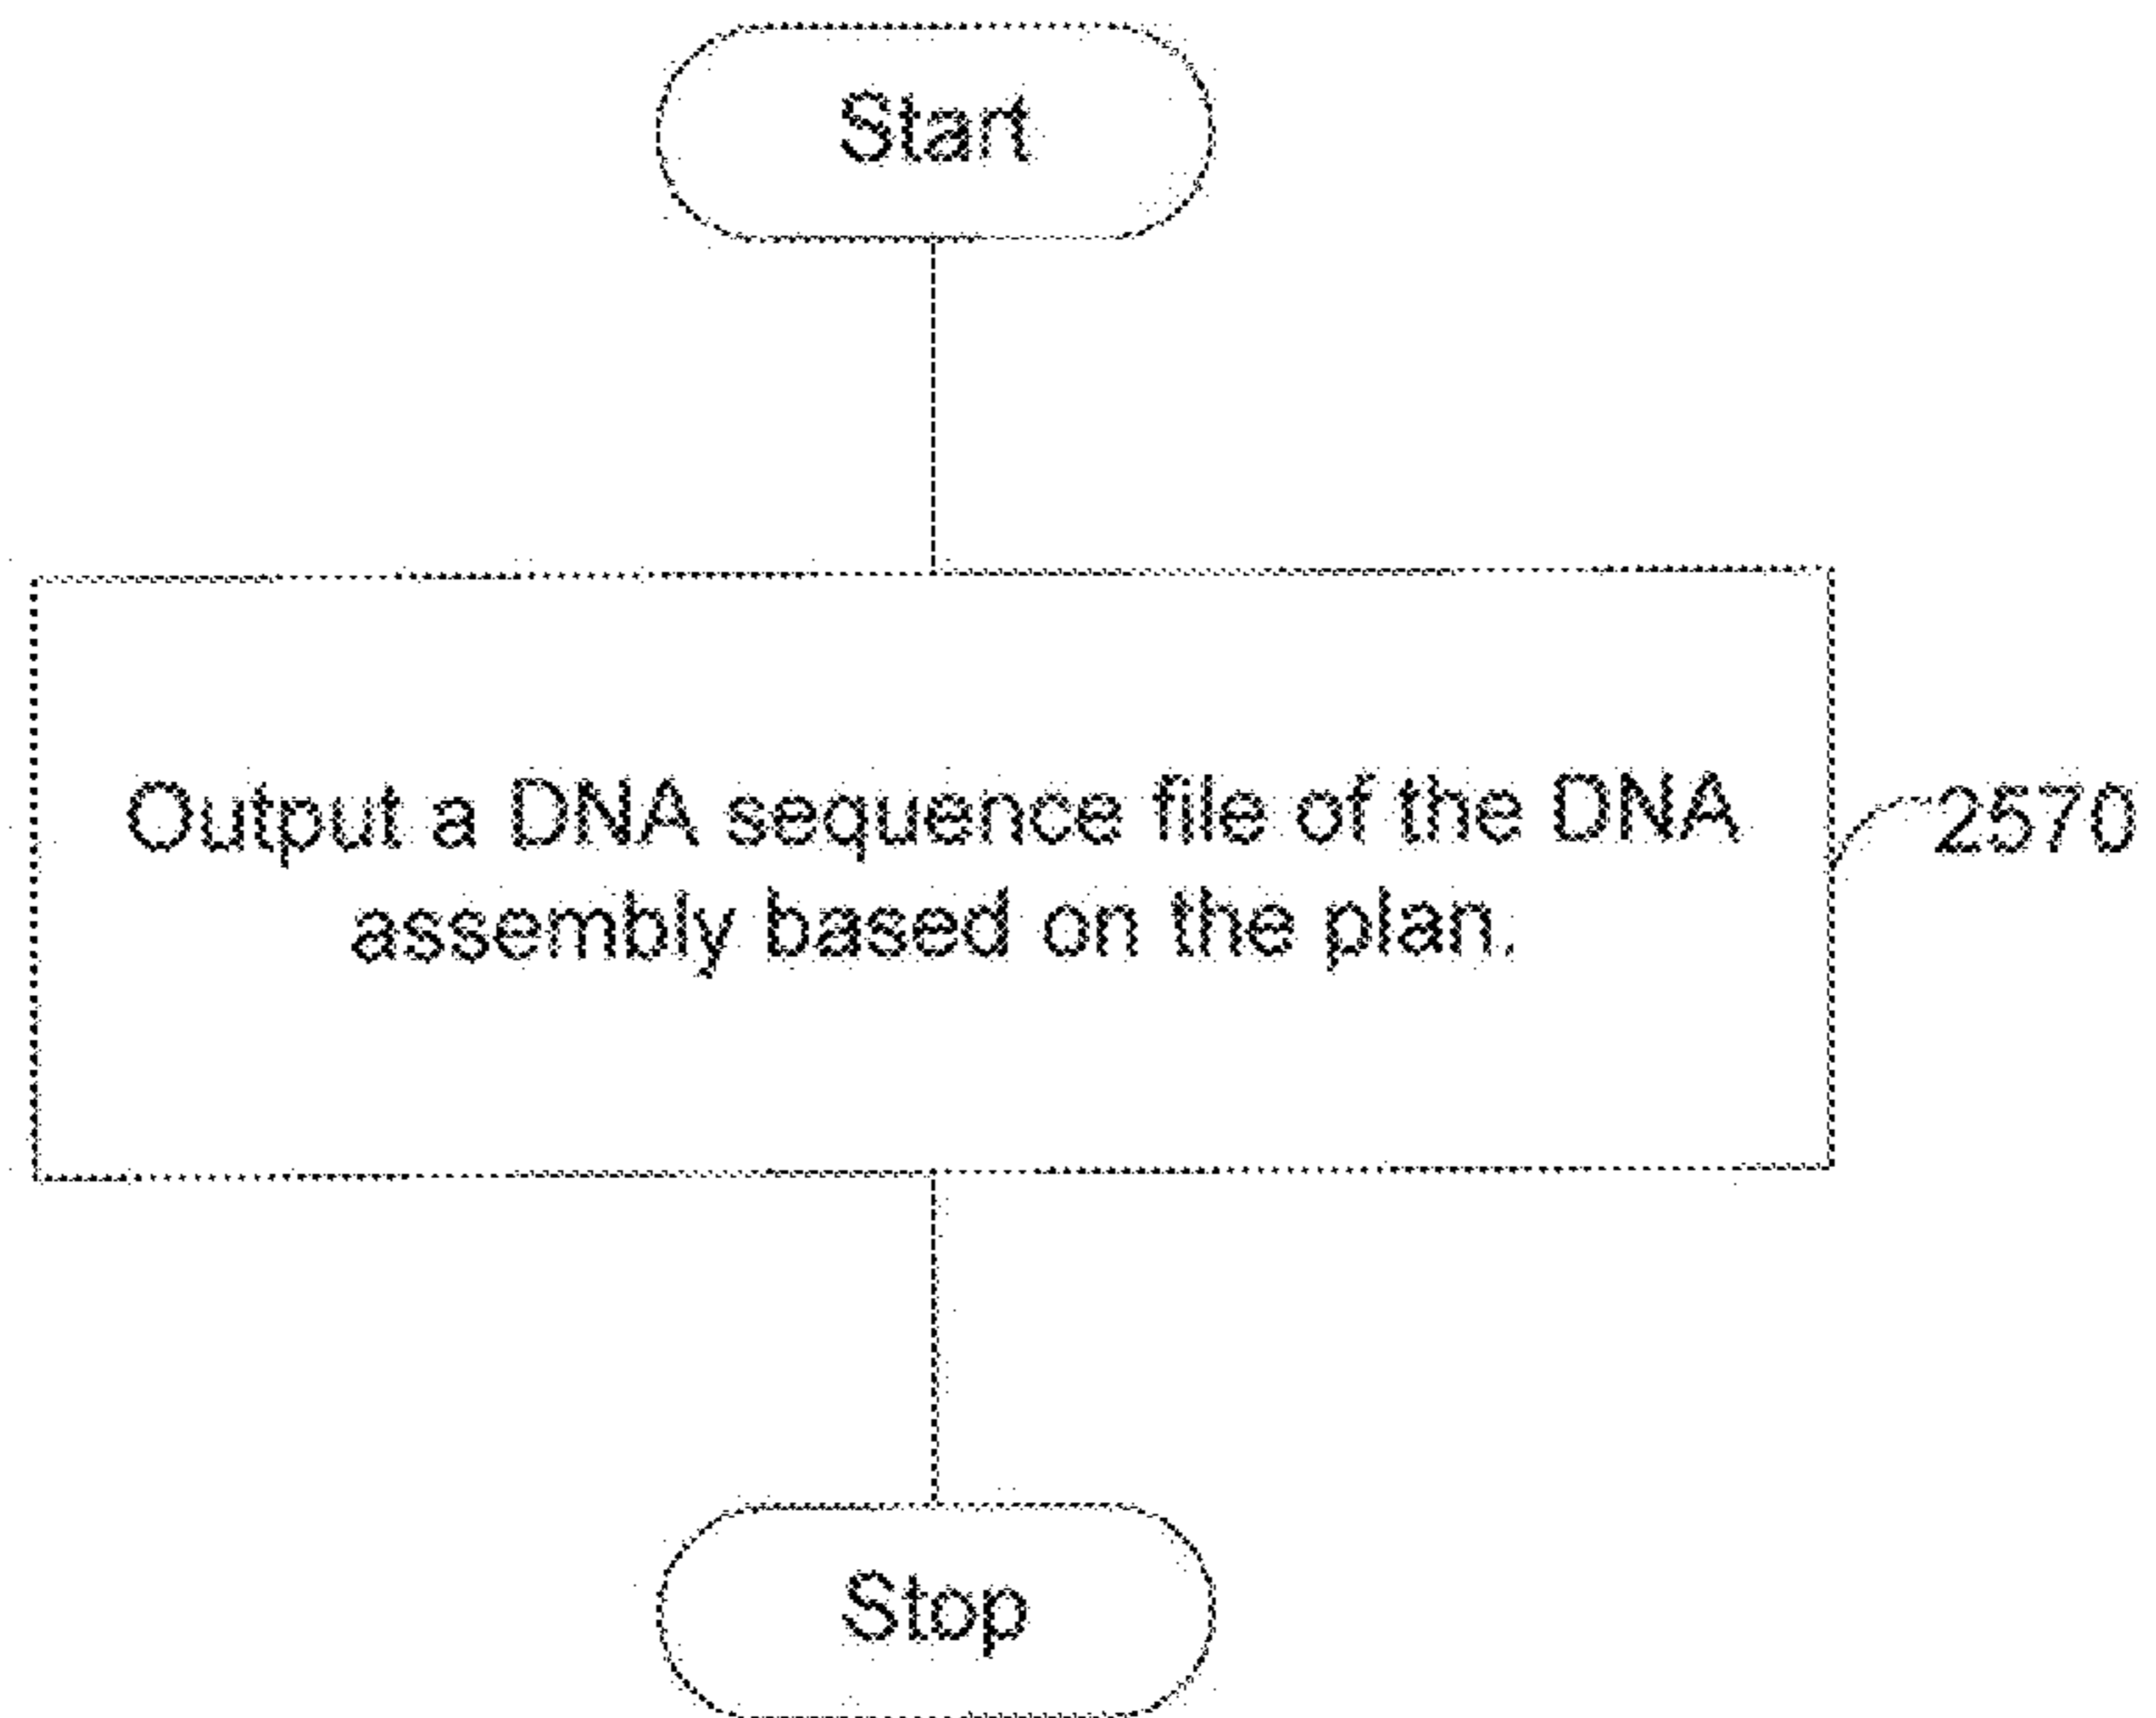 Start
Output a DNA sequence file of the DNA
assembly based on the plan.
2570
Stop